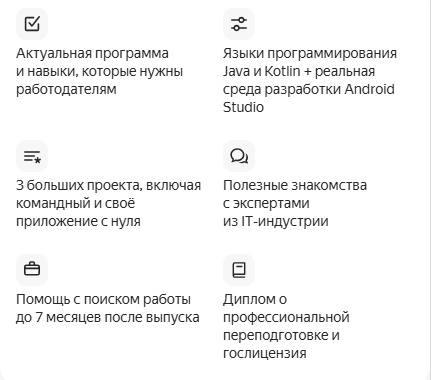 Актуальная программа
и навыки, которые нужны
работодателям
Языки программирования
Java и Kotlin + реальная
среда разработки Android
Studio
3 больших проекта, включая
командный и своё
приложение с нуля
Полезные знакомства
с экспертами
из IT-индустрии
Помощь с поиском работы
до 7 месяцев после выпуска
Диплом о
профессиональной
переподготовке и
гослицензия